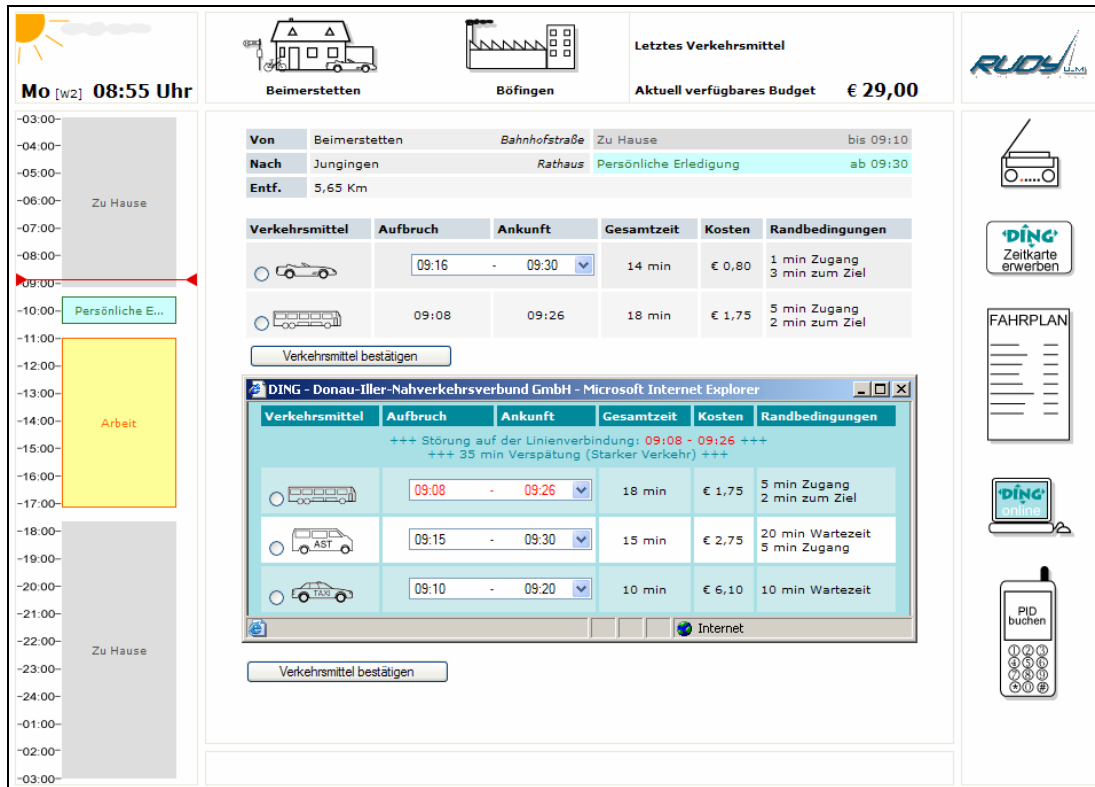 Mo [W2] 08:55 Uhr
Beimerstetten
Böfingen
Letztes Verkehrsmittel
Aktuell verfügbares Budget € 29,00
RUDY ULM
-03:00-
-04:00-
-05:00-
-06:00-
-07:00-
-08:00-
-09:00-
-10:00-
-11:00-
-12:00-
-13:00-
-14:00-
-15:00-
-16:00-
-17:00-
-18:00-
-19:00-
-20:00-
-21:00-
-22:00-
-23:00-
-24:00-
-01:00-
-02:00-
-03:00-
Zu Hause
Persönliche E...
Arbeit
Zu Hause
Von Beimerstetten Bahnhofstraße Zu Hause bis 09:10
Nach Jungingen Rathaus Persönliche Erledigung ab 09:30
Entf. 5,65 Km
Verkehrsmittel Aufbruch Ankunft Gesamtzeit Kosten Randbedingungen
09:16 - 09:30 14 min € 0,80 1 min Zugang
3 min zum Ziel
09:08 09:26 18 min € 1,75 5 min Zugang
2 min zum Ziel
Verkehrsmittel bestätigen
DING - Donau-Iller-Nahverkehrsverbund GmbH - Microsoft Internet Explorer
Verkehrsmittel Aufbruch Ankunft Gesamtzeit Kosten Randbedingungen
+++ Störung auf der Linienverbindung: 09:08 - 09:26 +++
+++ 35 min Verspätung (Starker Verkehr) +++
09:08 - 09:26 18 min € 1,75 5 min Zugang
2 min zum Ziel
AST 09:15 - 09:30 15 min € 2,75 20 min Wartezeit
5 min Zugang
TAXI 09:10 - 09:20 10 min € 6,10 10 min Wartezeit
Internet
Verkehrsmittel bestätigen
DING
Zeitkarte
erwerben
FAHRPLAN
DING
online
PID
buchen
1 2 3
4 5 6
7 8 9
* 0 #